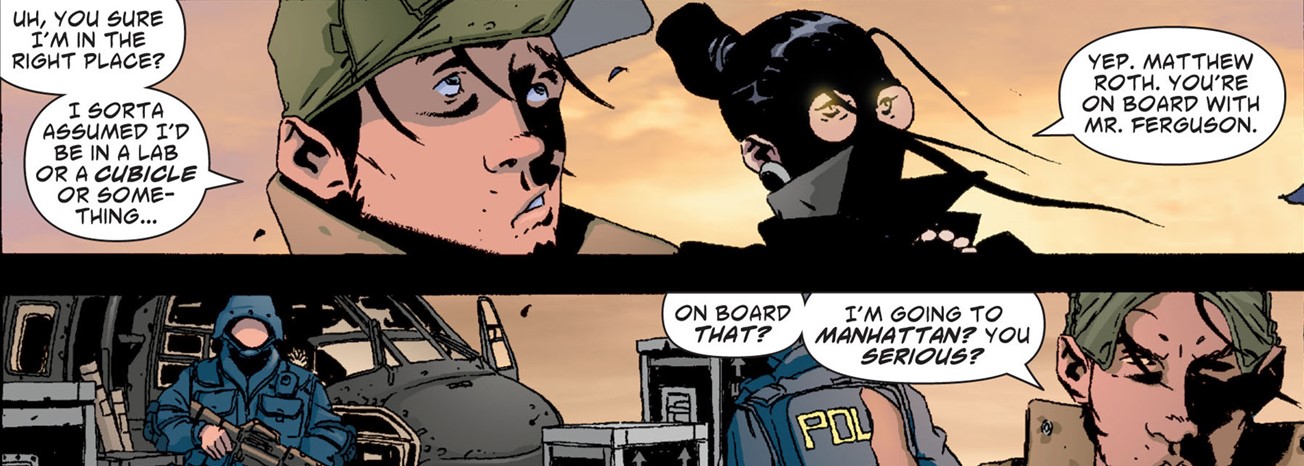 UH, YOU SURE
I'M IN THE
RIGHT PLACE?
I SORTA
ASSUMED I'D
BE IN A LAB
OR A CUBICLE
OR SOME-
THING...
YEP. MATTHEW
ROTH. YOU'RE
ON BOARD WITH
MR. FERGUSON.
ON BOARD
THAT?
I'M GOING TO
MANHATTAN? YOU
SERIOUS?
POL